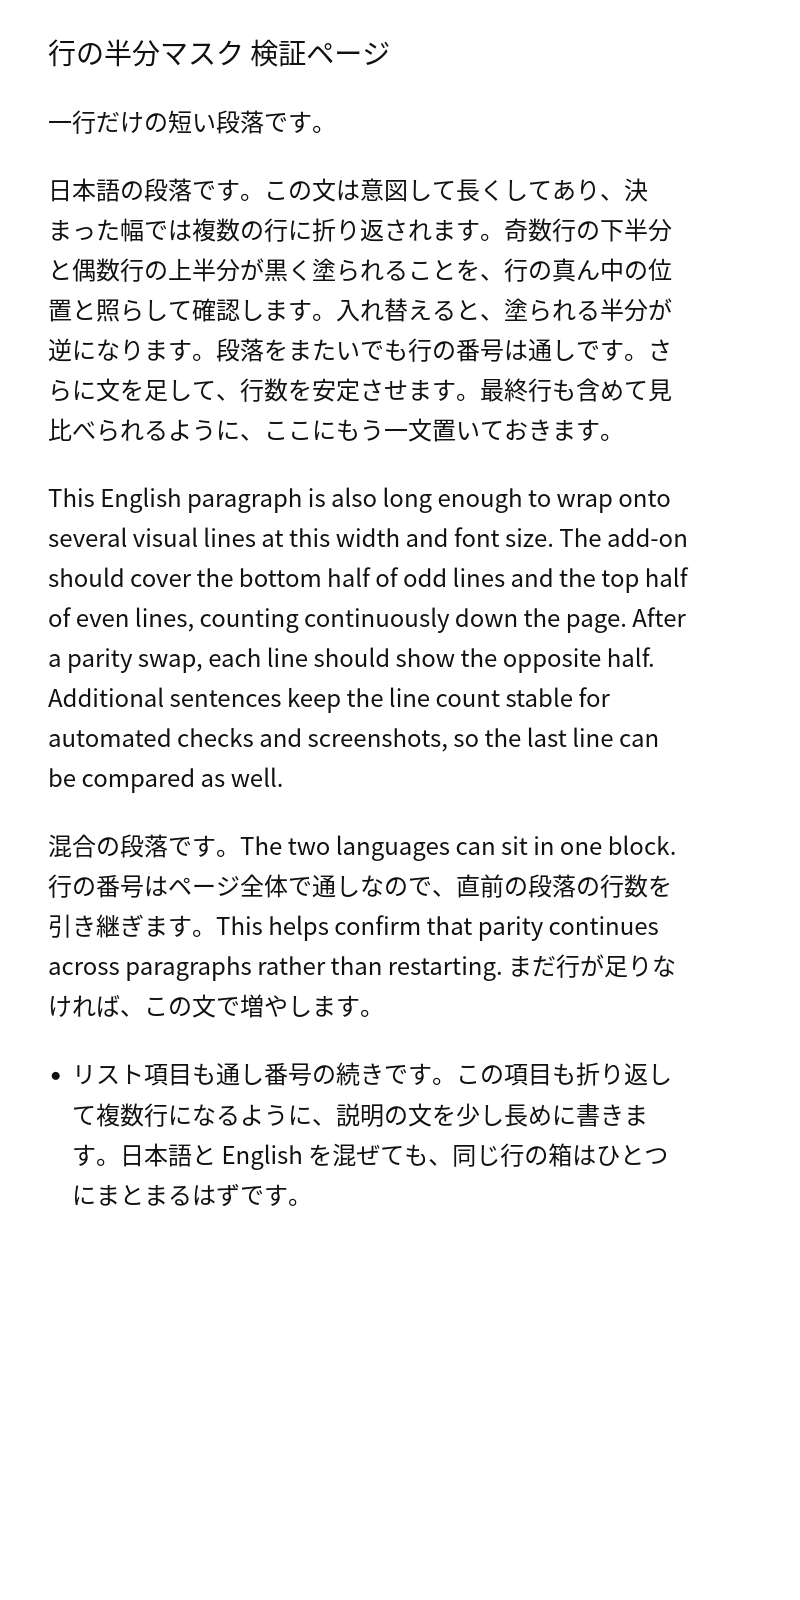 行の半分マスク 検証ページ
一行だけの短い段落です。
日本語の段落です。この文は意図して長くしてあり、決
まった幅では複数の行に折り返されます。奇数行の下半分
と偶数行の上半分が黒く塗られることを、行の真ん中の位
置と照らして確認します。入れ替えると、塗られる半分が
逆になります。段落をまたいでも行の番号は通しです。さ
らに文を足して、行数を安定させます。最終行も含めて見
比べられるように、ここにもう一文置いておきます。
This English paragraph is also long enough to wrap onto
several visual lines at this width and font size. The add-on
should cover the bottom half of odd lines and the top half
of even lines, counting continuously down the page. After
a parity swap, each line should show the opposite half.
Additional sentences keep the line count stable for
automated checks and screenshots, so the last line can
be compared as well.
混合の段落です。The two languages can sit in one block.
行の番号はページ全体で通しなので、直前の段落の行数を
引き継ぎます。This helps confirm that parity continues
across paragraphs rather than restarting. まだ行が足りな
ければ、この文で増やします。
• リスト項目も通し番号の続きです。この項目も折り返し
て複数行になるように、説明の文を少し長めに書きま
す。日本語と English を混ぜても、同じ行の箱はひとつ
にまとまるはずです。